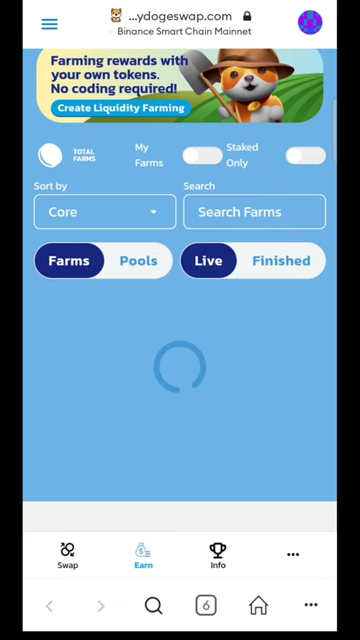 ...ydogeswap.com
Binance Smart Chain Mainnet
Farming rewards with
your own tokens.
No coding required!
Create Liquidity Farming
TOTAL
FARMS
My
Farms
Staked
Only
Sort by
Search
Core
Search Farms
Farms
Pools
Live
Finished
Swap
Earn
Info
6